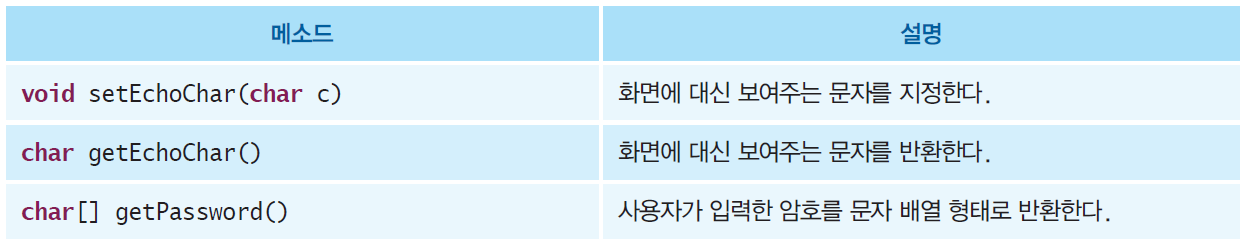 메소드 설명
void setEchoChar(char c) 화면에 대신 보여주는 문자를 지정한다.
char getEchoChar() 화면에 대신 보여주는 문자를 반환한다.
char[] getPassword() 사용자가 입력한 암호를 문자 배열 형태로 반환한다.